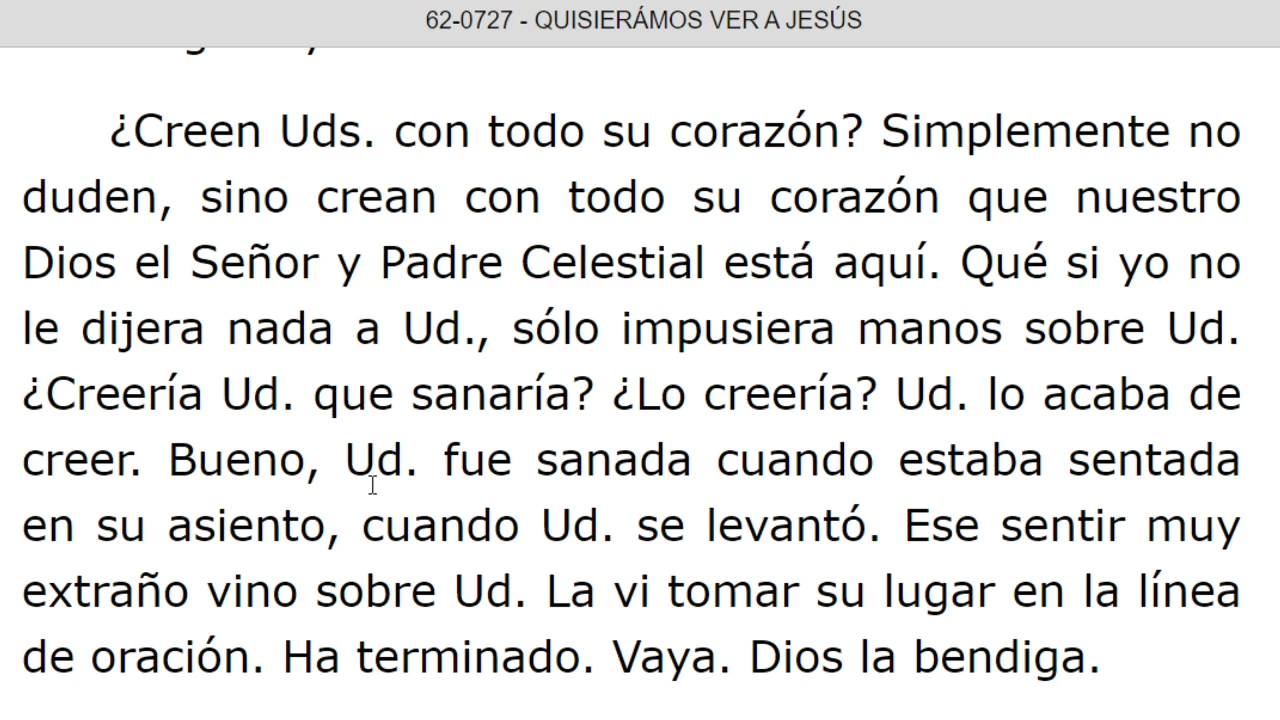 62-0727 - QUISIERÁMOS VER A JESÚS
¿Creen Uds. con todo su corazón? Simplemente no
duden, sino crean con todo su corazón que nuestro
Dios el Señor y Padre Celestial está aquí. Qué si yo no
le dijera nada a Ud., sólo impusiera manos sobre Ud.
¿Creería Ud. que sanaría? ¿Lo creería? Ud. lo acaba de
creer. Bueno, Ud. fue sanada cuando estaba sentada
en su asiento, cuando Ud. se levantó. Ese sentir muy
extraño vino sobre Ud. La vi tomar su lugar en la línea
de oración. Ha terminado. Vaya. Dios la bendiga.